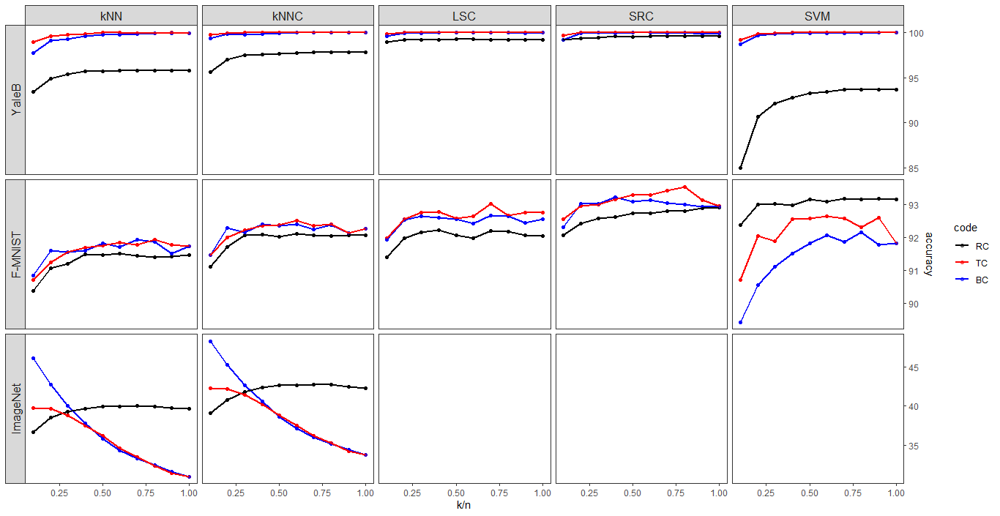 kNN kNNC LSC SRC SVM
YaleB
100
95
90
85
F-MNIST
93
92
91
90
accuracy
code
RC
TC
BC
ImageNet
45
40
35
0.25 0.50 0.75 1.00 0.25 0.50 0.75 1.00 0.25 0.50 0.75 1.00 0.25 0.50 0.75 1.00 0.25 0.50 0.75 1.00
k/n